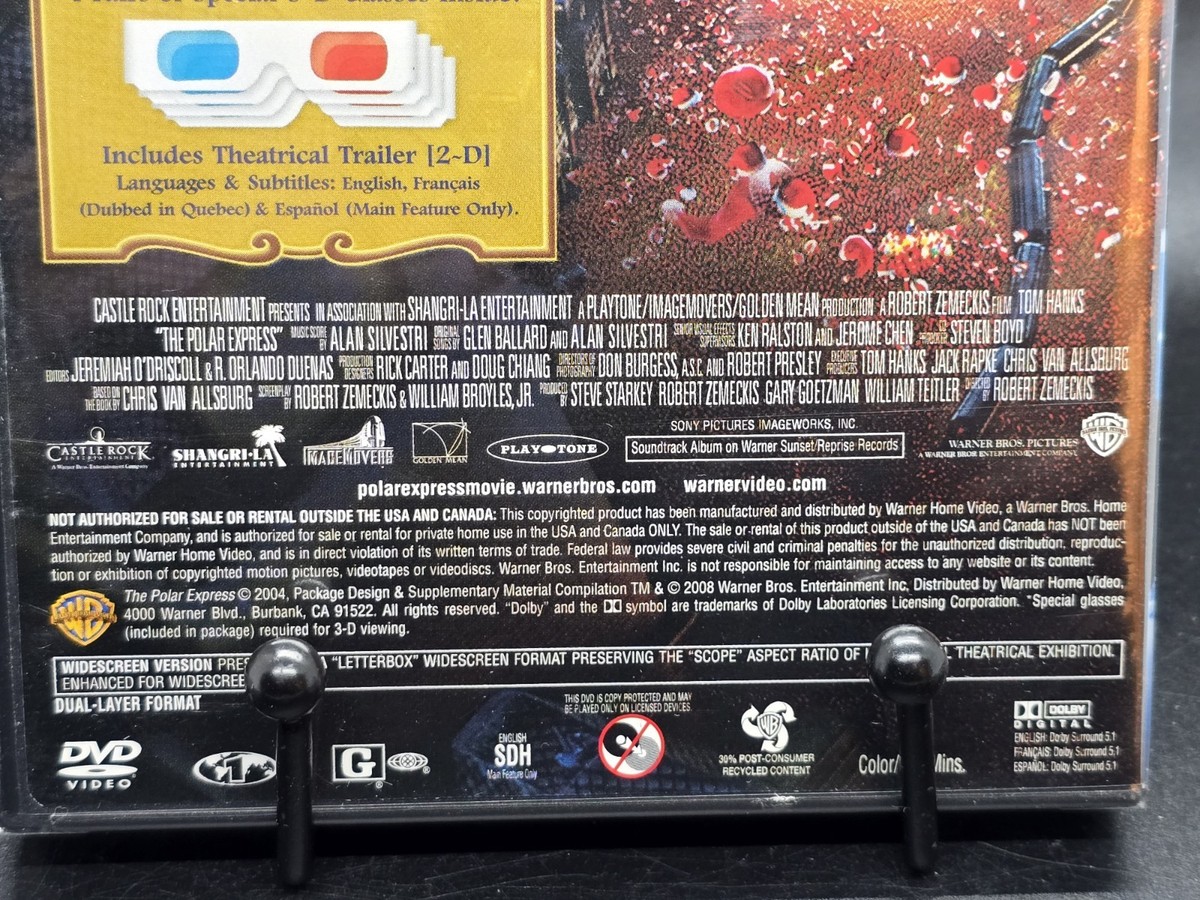 Includes Theatrical Trailer [2~D]
Languages & Subtitles: English, Français
(Dubbed in Quebec) & Español (Main Feature Only).
CASTLE ROCK ENTERTAINMENT PRESENTS IN ASSOCIATION WITH SHANGRI-LA ENTERTAINMENT A PLAYTONE/IMAGEMOVERS/GOLDEN MEAN PRODUCTION A ROBERT ZEMECKIS FILM TOM HANKS
"THE POLAR EXPRESS" MUSIC SCORE BY ALAN SILVESTRI ORIGINAL SONGS BY GLEN BALLARD AND ALAN SILVESTRI SENIOR VISUAL EFFECTS SUPERVISORS KEN RALSTON AND JEROME CHEN STEVEN BOYD
EDITORS JEREMIAH O'DRISCOLL & R. ORLANDO DUENAS PRODUCTION DESIGNERS RICK CARTER AND DOUG CHIANG DIRECTORS OF PHOTOGRAPHY DON BURGESS, A.S.C. AND ROBERT PRESLEY EXECUTIVE PRODUCERS TOM HANKS JACK RAPKE CHRIS VAN ALLSBURG
BASED ON THE BOOK BY CHRIS VAN ALLSBURG SCREENPLAY BY ROBERT ZEMECKIS & WILLIAM BROYLES, JR. PRODUCED BY STEVE STARKEY ROBERT ZEMECKIS GARY GOETZMAN WILLIAM TEITLER DIRECTED BY ROBERT ZEMECKIS
SONY PICTURES IMAGEWORKS, INC.
CASTLE ROCK ENTERTAINMENT
A Warner Bros. Entertainment Company
SHANGRI-LA ENTERTAINMENT
IMAGEMOVERS
GOLDEN MEAN
PLAY-TONE
Soundtrack Album on Warner Sunset/Reprise Records
WARNER BROS. PICTURES
A WARNER BROS. ENTERTAINMENT COMPANY
WB
polarexpressmovie.warnerbros.com warnervideo.com
NOT AUTHORIZED FOR SALE OR RENTAL OUTSIDE THE USA AND CANADA: This copyrighted product has been manufactured and distributed by Warner Home Video, a Warner Bros. Home
Entertainment Company, and is authorized for sale or rental for private home use in the USA and Canada ONLY. The sale or rental of this product outside of the USA and Canada has NOT been
authorized by Warner Home Video, and is in direct violation of its written terms of trade. Federal law provides severe civil and criminal penalties for the unauthorized distribution, reproduc-
tion or exhibition of copyrighted motion pictures, videotapes or videodiscs. Warner Bros. Entertainment Inc. is not responsible for maintaining access to any website or its content.
The Polar Express © 2004, Package Design & Supplementary Material Compilation TM & © 2008 Warner Bros. Entertainment Inc. Distributed by Warner Home Video,
4000 Warner Blvd., Burbank, CA 91522. All rights reserved. "Dolby" and the DD symbol are trademarks of Dolby Laboratories Licensing Corporation. *Special glasses
(included in package) required for 3-D viewing.
WB
WIDESCREEN VERSION A "LETTERBOX" WIDESCREEN FORMAT PRESERVING THE "SCOPE" ASPECT RATIO OF THEATRICAL EXHIBITION.
ENHANCED FOR
DUAL-LAYER FORMAT
THIS DVD IS COPY PROTECTED AND MAY
BE PLAYED ONLY ON LICENSED DEVICES.
DVD
VIDEO
1
G ®
ENGLISH
SDH
Main Feature Only
WB
30% POST-CONSUMER
RECYCLED CONTENT
Color/ Mins.
DOLBY
DIGITAL
ENGLISH: Dolby Surround 5.1
FRANÇAIS: Dolby Surround 5.1
ESPAÑOL: Dolby Surround 5.1